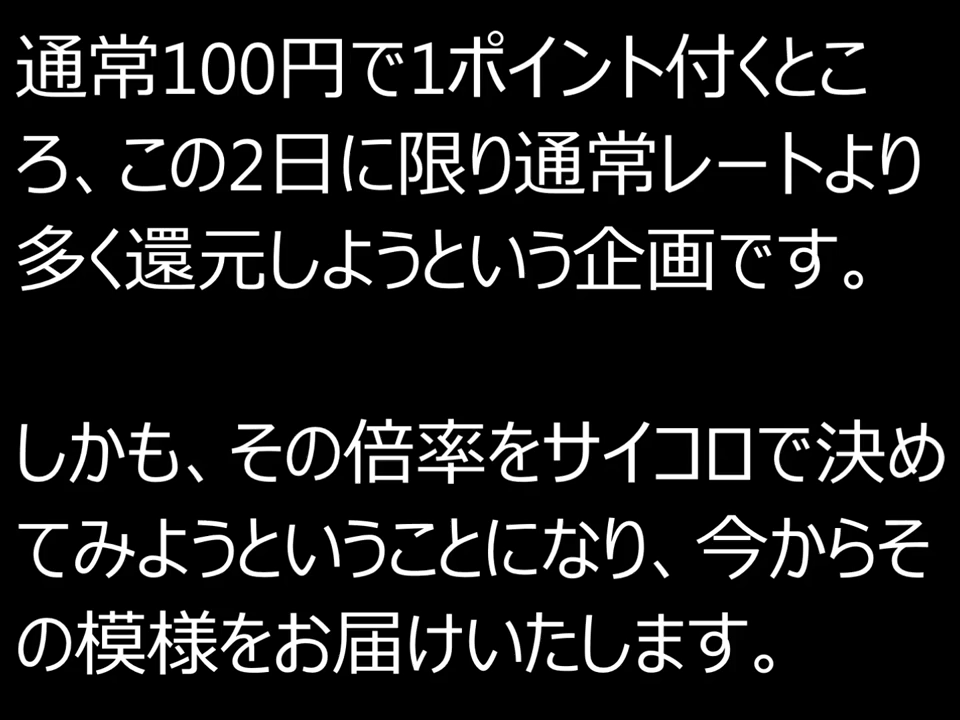 通常100円で1ポイント付くとこ
ろ、この2日に限り通常レートより
多く還元しようという企画です。
しかも、その倍率をサイコロで決め
てみようということになり、今からそ
の模様をお届けいたします。